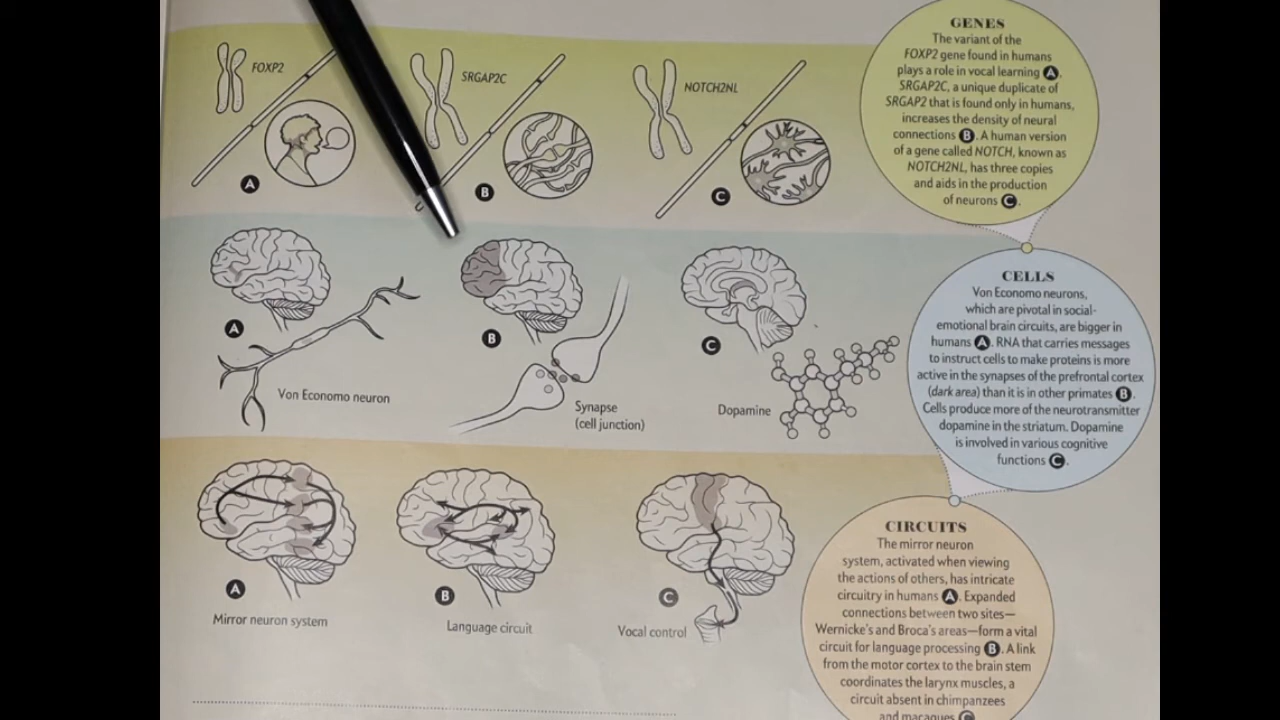 FOXP2
A
SRGAP2C
B
NOTCH2NL
C
GENES
The variant of the
FOXP2 gene found in humans
plays a role in vocal learning A.
SRGAP2C, a unique duplicate of
SRGAP2 that is found only in humans,
increases the density of neural
connections B. A human version
of a gene called NOTCH, known as
NOTCH2NL, has three copies
and aids in the production
of neurons C.
A
Von Economo neuron
B
Synapse
(cell junction)
C
Dopamine
CELLS
Von Economo neurons,
which are pivotal in social-
emotional brain circuits, are bigger in
humans A. RNA that carries messages
to instruct cells to make proteins is more
active in the synapses of the prefrontal cortex
(dark area) than it is in other primates B.
Cells produce more of the neurotransmitter
dopamine in the striatum. Dopamine
is involved in various cognitive
functions C.
A
Mirror neuron system
B
Language circuit
C
Vocal control
CIRCUITS
The mirror neuron
system, activated when viewing
the actions of others, has intricate
circuitry in humans A. Expanded
connections between two sites—
Wernicke's and Broca's areas—form a vital
circuit for language processing B. A link
from the motor cortex to the brain stem
coordinates the larynx muscles, a
circuit absent in chimpanzees
and macaques C